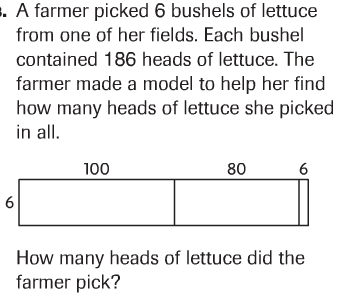 . A farmer picked 6 bushels of lettuce
from one of her fields. Each bushel
contained 186 heads of lettuce. The
farmer made a model to help her find
how many heads of lettuce she picked
in all.
100 80 6
6
How many heads of lettuce did the
farmer pick?